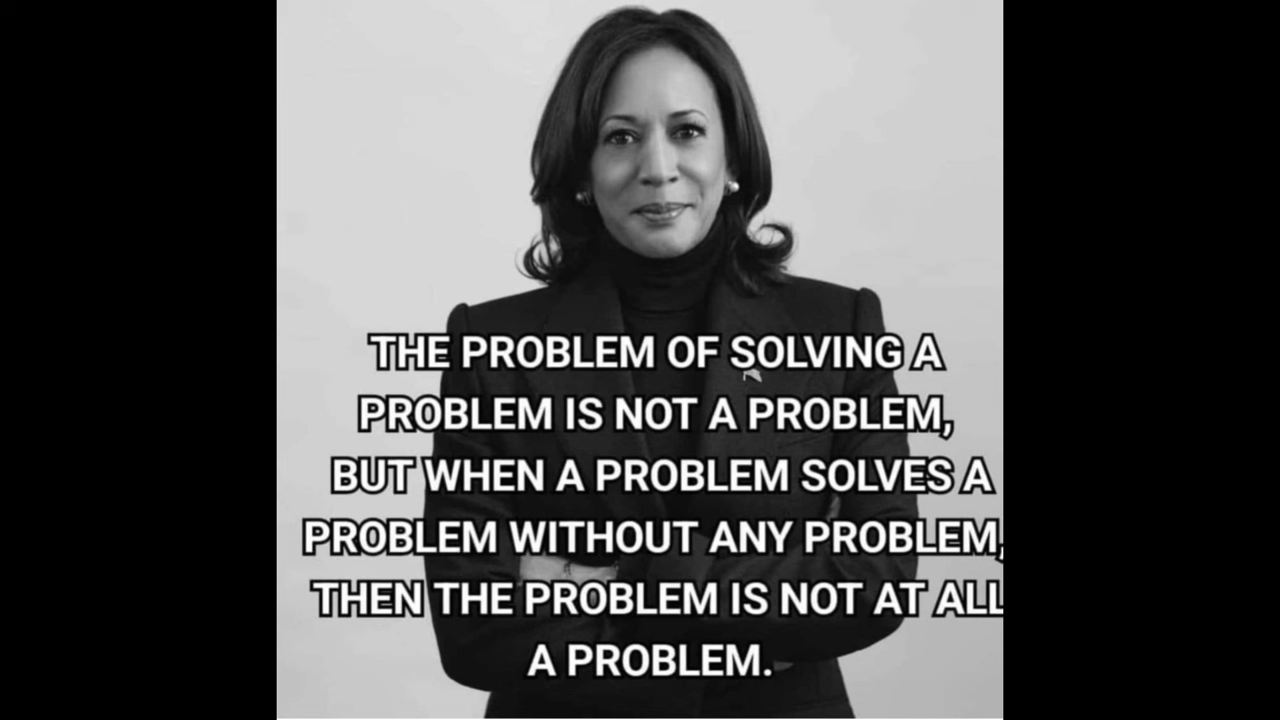 THE PROBLEM OF SOLVING A
PROBLEM IS NOT A PROBLEM,
BUT WHEN A PROBLEM SOLVES A
PROBLEM WITHOUT ANY PROBLEM,
THEN THE PROBLEM IS NOT AT ALL
A PROBLEM.